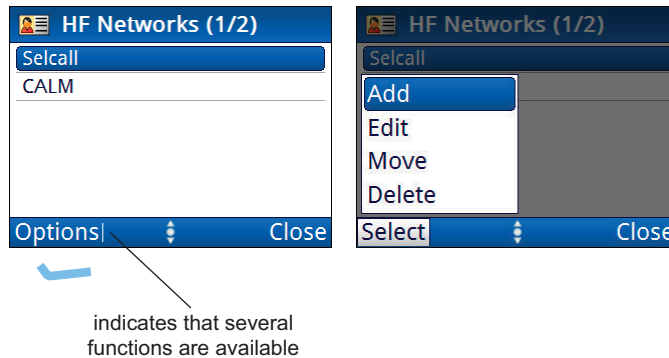 HF Networks (1/2)
Selcall
CALM
Options Close
indicates that several
functions are available
HF Networks (1/2)
Selcall
Add
Edit
Move
Delete
Select Close